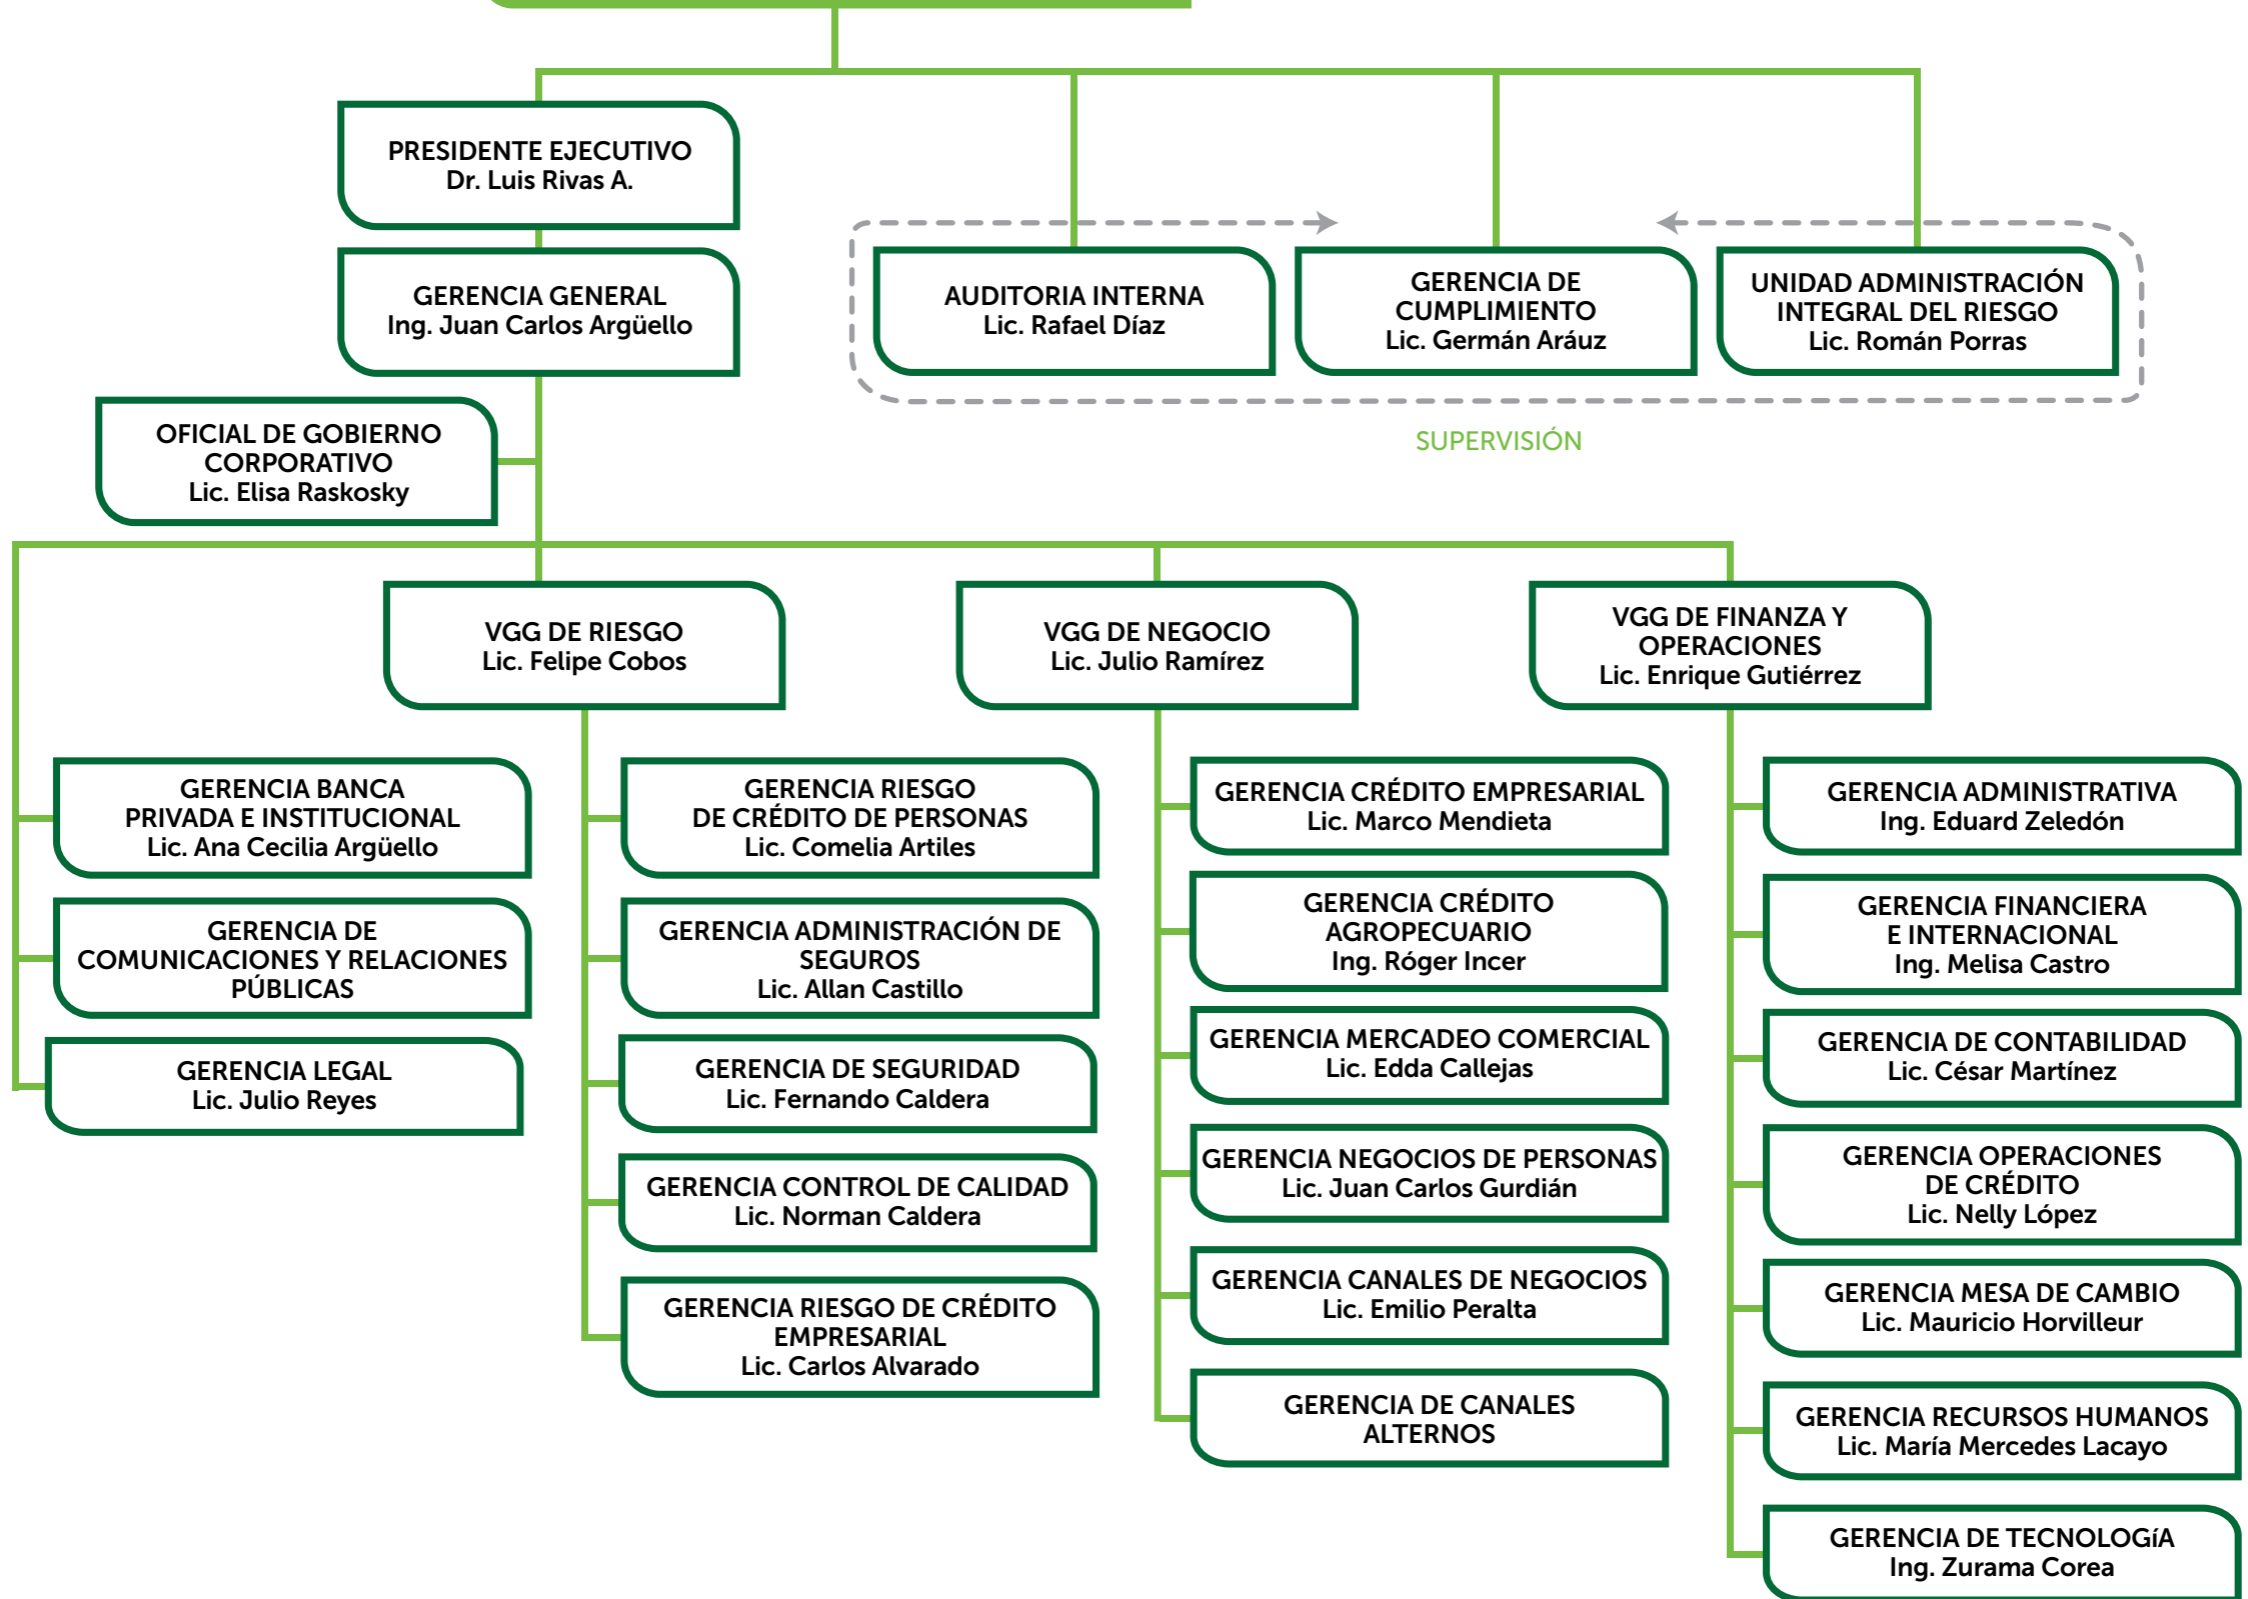 PRESIDENTE EJECUTIVO
Dr. Luis Rivas A.
GERENCIA GENERAL
Ing. Juan Carlos Argüello
AUDITORIA INTERNA
Lic. Rafael Díaz
GERENCIA DE
CUMPLIMIENTO
Lic. Germán Aráuz
UNIDAD ADMINISTRACIÓN
INTEGRAL DEL RIESGO
Lic. Román Porras
SUPERVISIÓN
OFICIAL DE GOBIERNO
CORPORATIVO
Lic. Elisa Raskosky
VGG DE RIESGO
Lic. Felipe Cobos
VGG DE NEGOCIO
Lic. Julio Ramírez
VGG DE FINANZA Y
OPERACIONES
Lic. Enrique Gutiérrez
GERENCIA BANCA
PRIVADA E INSTITUCIONAL
Lic. Ana Cecilia Argüello
GERENCIA DE
COMUNICACIONES Y RELACIONES
PÚBLICAS
GERENCIA LEGAL
Lic. Julio Reyes
GERENCIA RIESGO
DE CRÉDITO DE PERSONAS
Lic. Comelia Artiles
GERENCIA ADMINISTRACIÓN DE
SEGUROS
Lic. Allan Castillo
GERENCIA DE SEGURIDAD
Lic. Fernando Caldera
GERENCIA CONTROL DE CALIDAD
Lic. Norman Caldera
GERENCIA RIESGO DE CRÉDITO
EMPRESARIAL
Lic. Carlos Alvarado
GERENCIA CRÉDITO EMPRESARIAL
Lic. Marco Mendieta
GERENCIA CRÉDITO
AGROPECUARIO
Ing. Róger Incer
GERENCIA MERCADEO COMERCIAL
Lic. Edda Callejas
GERENCIA NEGOCIOS DE PERSONAS
Lic. Juan Carlos Gurdián
GERENCIA CANALES DE NEGOCIOS
Lic. Emilio Peralta
GERENCIA DE CANALES
ALTERNOS
GERENCIA ADMINISTRATIVA
Ing. Eduard Zeledón
GERENCIA FINANCIERA
E INTERNACIONAL
Ing. Melisa Castro
GERENCIA DE CONTABILIDAD
Lic. César Martínez
GERENCIA OPERACIONES
DE CRÉDITO
Lic. Nelly López
GERENCIA MESA DE CAMBIO
Lic. Mauricio Horvilleur
GERENCIA RECURSOS HUMANOS
Lic. María Mercedes Lacayo
GERENCIA DE TECNOLOGíA
Ing. Zurama Corea